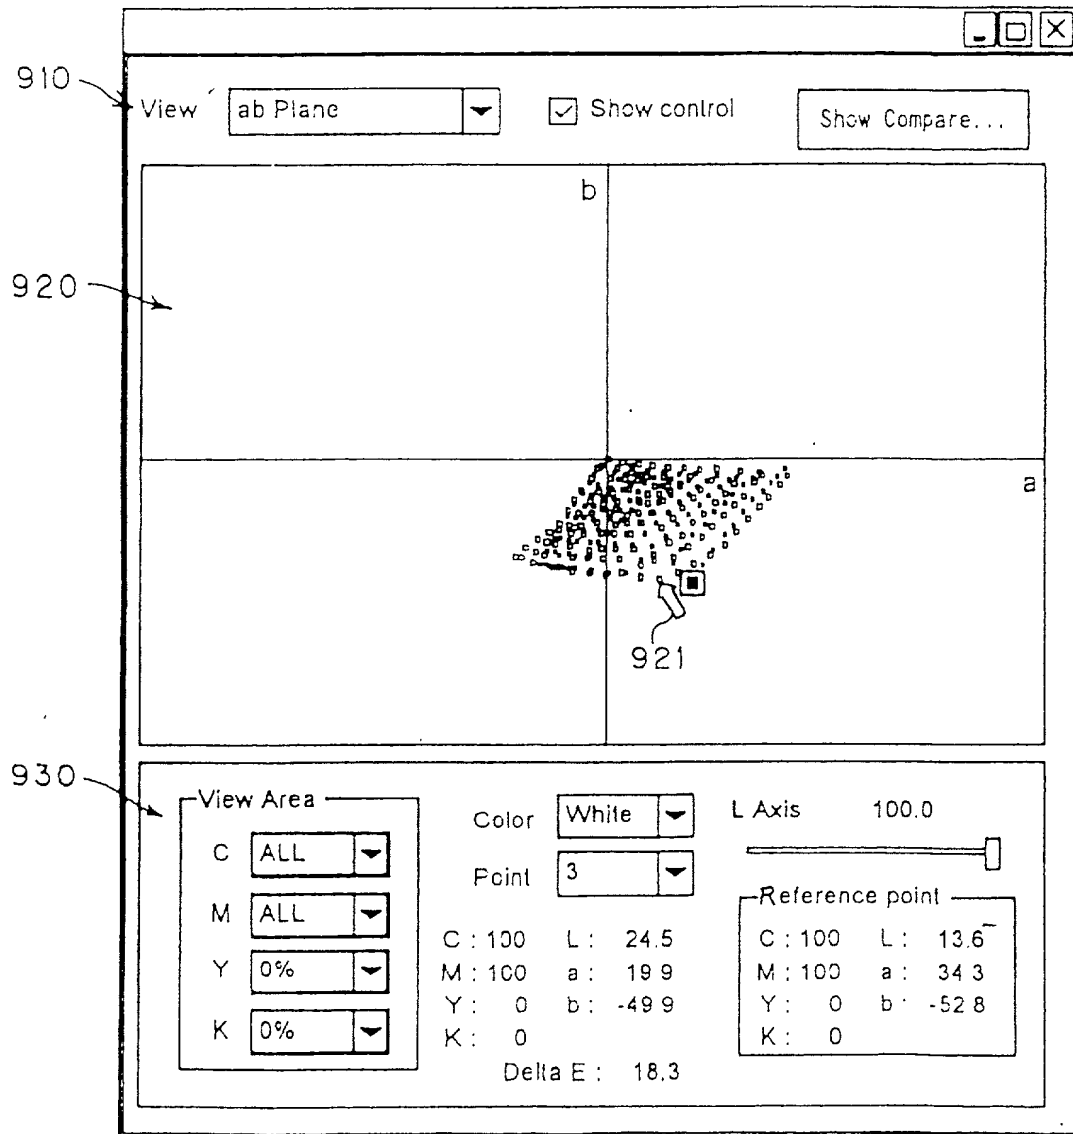 910
View ab Plane Show control Show Compare...
b
920
a
921
930
View Area
C ALL
M ALL
Y 0%
K 0%
Color White
Point 3
C : 100 L : 24.5
M : 100 a : 19 9
Y : 0 b : -49 9
K : 0
Delta E : 18.3
L Axis 100.0
Reference point
C : 100 L : 13.6
M : 100 a : 34 3
Y : 0 b : -52 8
K : 0